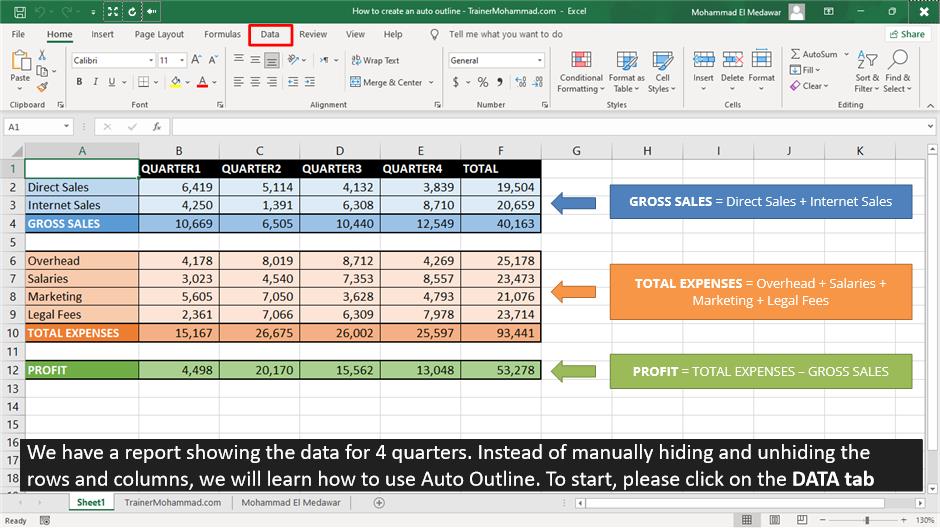 How to create an auto outline - TrainerMohammad.com - Excel
Mohammad El Medawar
File Home Insert Page Layout Formulas Data Review View Help Tell me what you want to do Share
Paste
Clipboard
Calibri 11 A A
B I U A
Font
ab Wrap Text
Merge & Center
Alignment
General
$ % 9
Number
Conditional Formatting
Format as Table
Cell Styles
Styles
Insert Delete Format
Cells
AutoSum
Fill
Clear
Sort & Filter
Find & Select
Editing
A1 fx
A B C D E F G H I J K
1 QUARTER1 QUARTER2 QUARTER3 QUARTER4 TOTAL
2 Direct Sales 6,419 5,114 4,132 3,839 19,504
3 Internet Sales 4,250 1,391 6,308 8,710 20,659
4 GROSS SALES 10,669 6,505 10,440 12,549 40,163
GROSS SALES = Direct Sales + Internet Sales
5
6 Overhead 4,178 8,019 8,712 4,269 25,178
7 Salaries 3,023 4,540 7,353 8,557 23,473
8 Marketing 5,605 7,050 3,628 4,793 21,076
9 Legal Fees 2,361 7,066 6,309 7,978 23,714
10 TOTAL EXPENSES 15,167 26,675 26,002 25,597 93,441
TOTAL EXPENSES = Overhead + Salaries +
Marketing + Legal Fees
11
12 PROFIT 4,498 20,170 15,562 13,048 53,278
PROFIT = TOTAL EXPENSES – GROSS SALES
13
14
15
16
17
18
We have a report showing the data for 4 quarters. Instead of manually hiding and unhiding the
rows and columns, we will learn how to use Auto Outline. To start, please click on the DATA tab
Sheet1 TrainerMohammad.com Mohammad El Medawar
Ready 130%